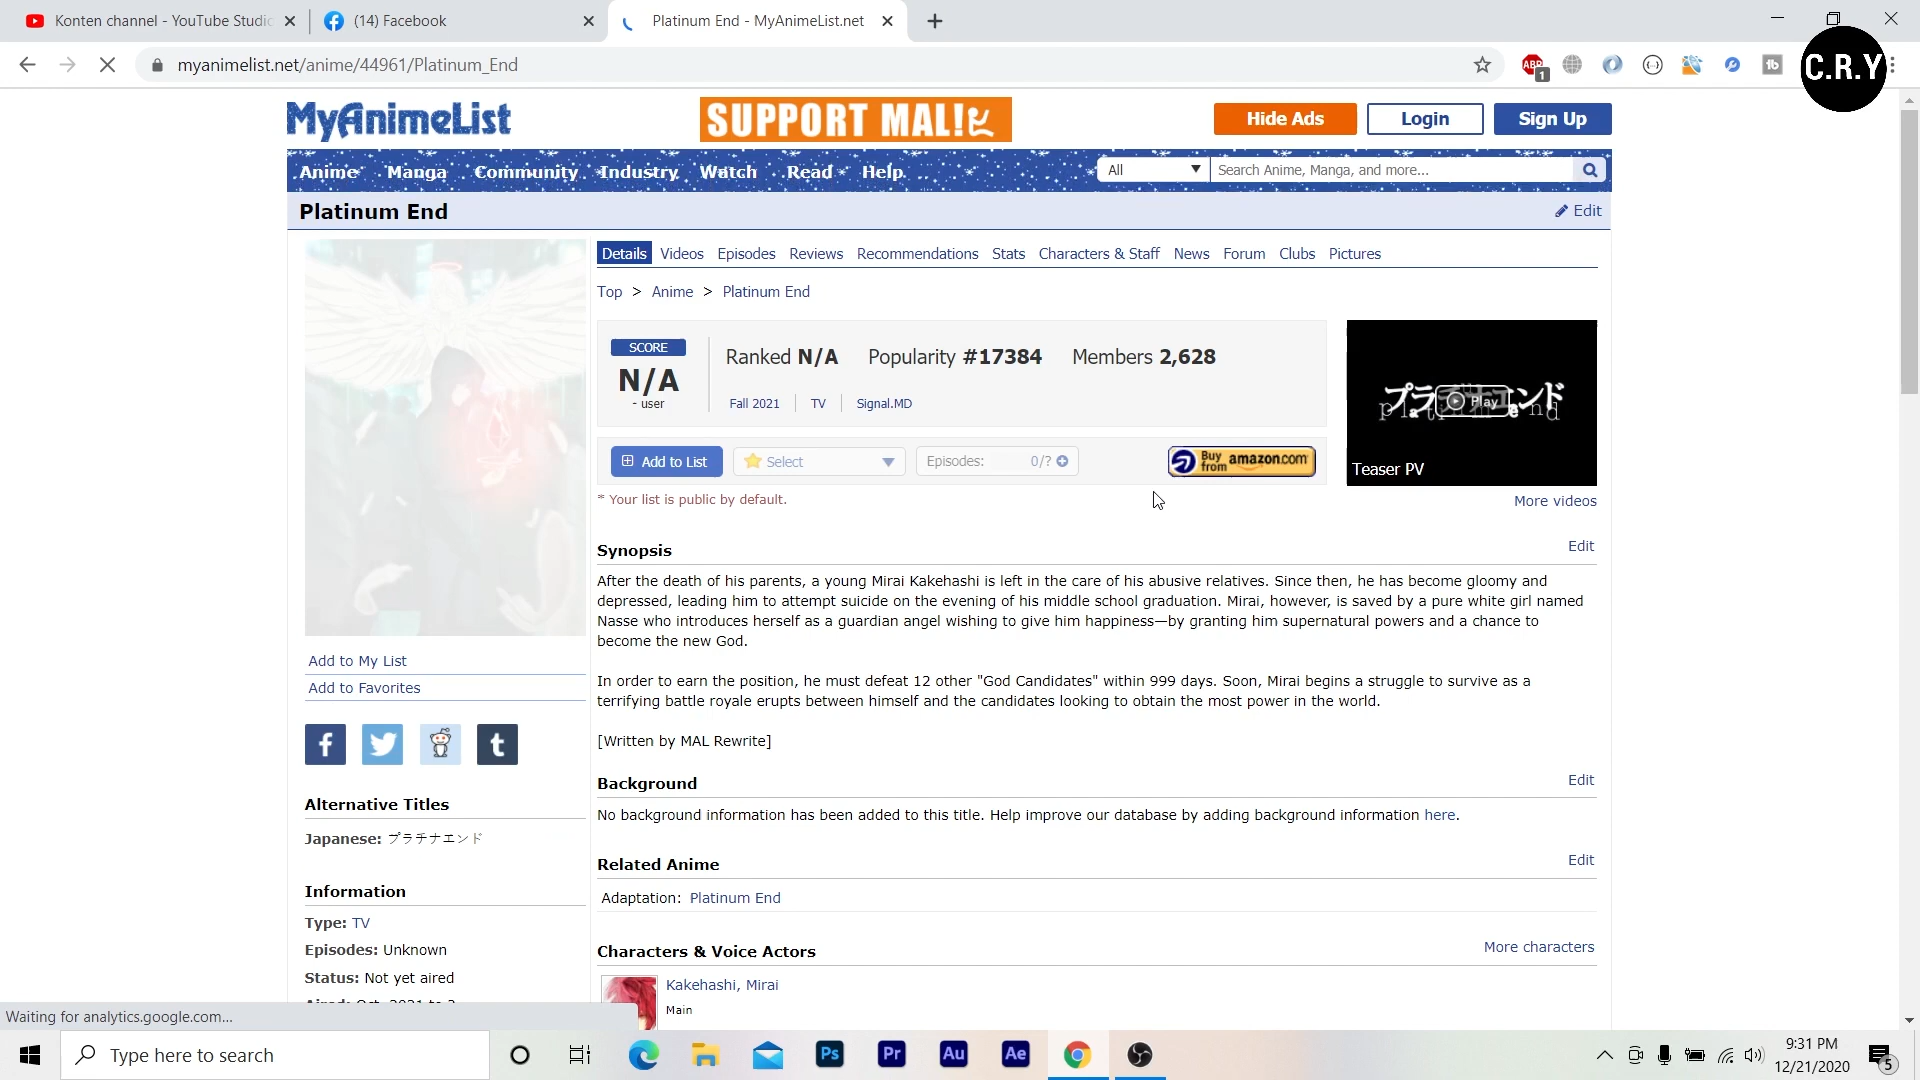 Konten channel - YouTube Studio
(14) Facebook
Platinum End - MyAnimeList.net
myanimelist.net/anime/44961/Platinum_End
ABP
1
C.R.Y
MyAnimeList
SUPPORT MAL!
Hide Ads
Login
Sign Up
Anime
Manga
Community
Industry
Watch
Read
Help
All
Search Anime, Manga, and more...
Platinum End
Edit
Details
Videos
Episodes
Reviews
Recommendations
Stats
Characters & Staff
News
Forum
Clubs
Pictures
Top > Anime > Platinum End
SCORE
N/A
- user
Ranked N/A
Popularity #17384
Members 2,628
Fall 2021
TV
Signal.MD
Play
Teaser PV
Add to List
Select
Episodes: 0/?
Buy from amazon.com
* Your list is public by default.
More videos
Synopsis
Edit
After the death of his parents, a young Mirai Kakehashi is left in the care of his abusive relatives. Since then, he has become gloomy and
depressed, leading him to attempt suicide on the evening of his middle school graduation. Mirai, however, is saved by a pure white girl named
Nasse who introduces herself as a guardian angel wishing to give him happiness—by granting him supernatural powers and a chance to
become the new God.
In order to earn the position, he must defeat 12 other "God Candidates" within 999 days. Soon, Mirai begins a struggle to survive as a
terrifying battle royale erupts between himself and the candidates looking to obtain the most power in the world.
[Written by MAL Rewrite]
Background
Edit
No background information has been added to this title. Help improve our database by adding background information here.
Related Anime
Edit
Adaptation: Platinum End
Characters & Voice Actors
More characters
Kakehashi, Mirai
Main
Add to My List
Add to Favorites
Alternative Titles
Japanese: プラチナエンド
Information
Type: TV
Episodes: Unknown
Status: Not yet aired
Aired: Oct, 2021 to ?
Waiting for analytics.google.com...
Type here to search
Ps
Pr
Au
Ae
9:31 PM
12/21/2020
5